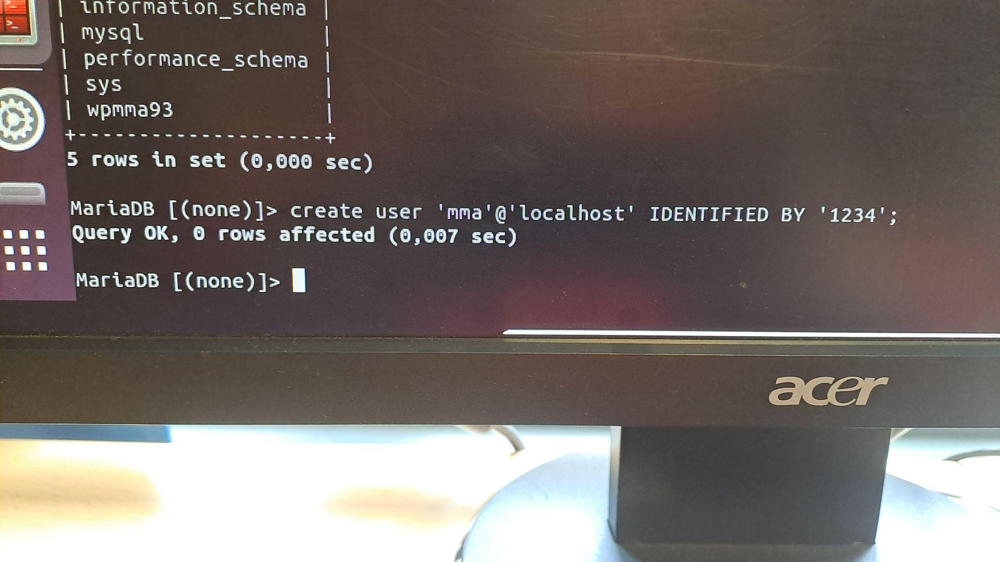 | information_schema |
| mysql |
| performance_schema |
| sys |
| wpmma93 |
+--------------------+
5 rows in set (0,000 sec)
MariaDB [(none)]> create user 'mma'@'localhost' IDENTIFIED BY '1234';
Query OK, 0 rows affected (0,007 sec)
MariaDB [(none)]>
acer